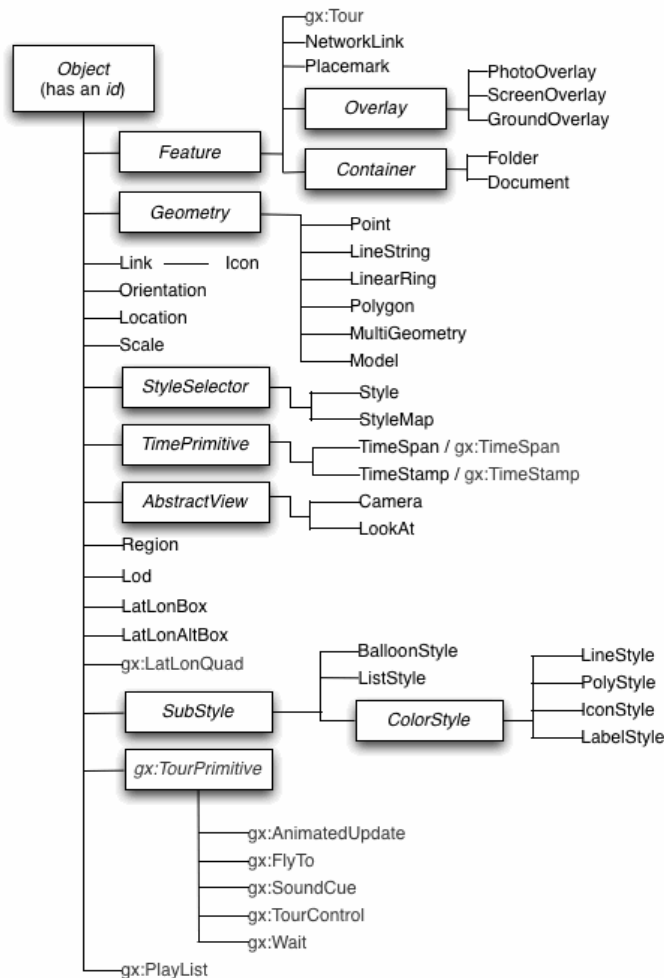 gx:Tour
NetworkLink
Placemark
Object
(has an id)
Overlay
PhotoOverlay
ScreenOverlay
GroundOverlay
Feature
Container
Folder
Document
Geometry
Point
LineString
LinearRing
Polygon
MultiGeometry
Model
Link
Icon
Orientation
Location
Scale
StyleSelector
Style
StyleMap
TimePrimitive
TimeSpan / gx:TimeSpan
TimeStamp / gx:TimeStamp
AbstractView
Camera
LookAt
Region
Lod
LatLonBox
LatLonAltBox
gx:LatLonQuad
SubStyle
BalloonStyle
ListStyle
ColorStyle
LineStyle
PolyStyle
IconStyle
LabelStyle
gx:TourPrimitive
gx:AnimatedUpdate
gx:FlyTo
gx:SoundCue
gx:TourControl
gx:Wait
gx:PlayList